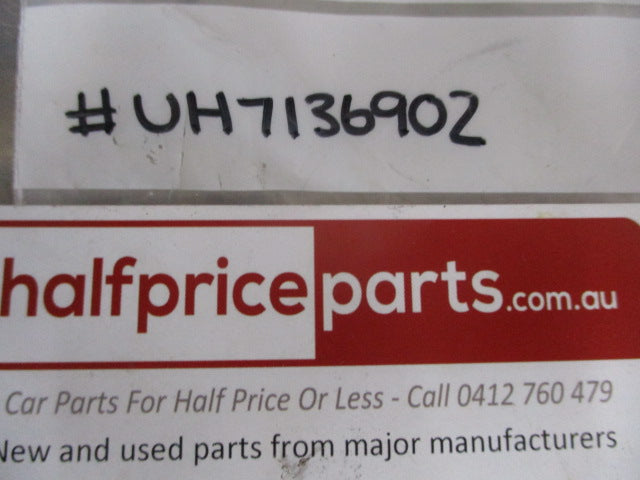 #UH7136902
halfpriceparts.com.au
Car Parts For Half Price Or Less - Call 0412 760 479
New and used parts from major manufacturers